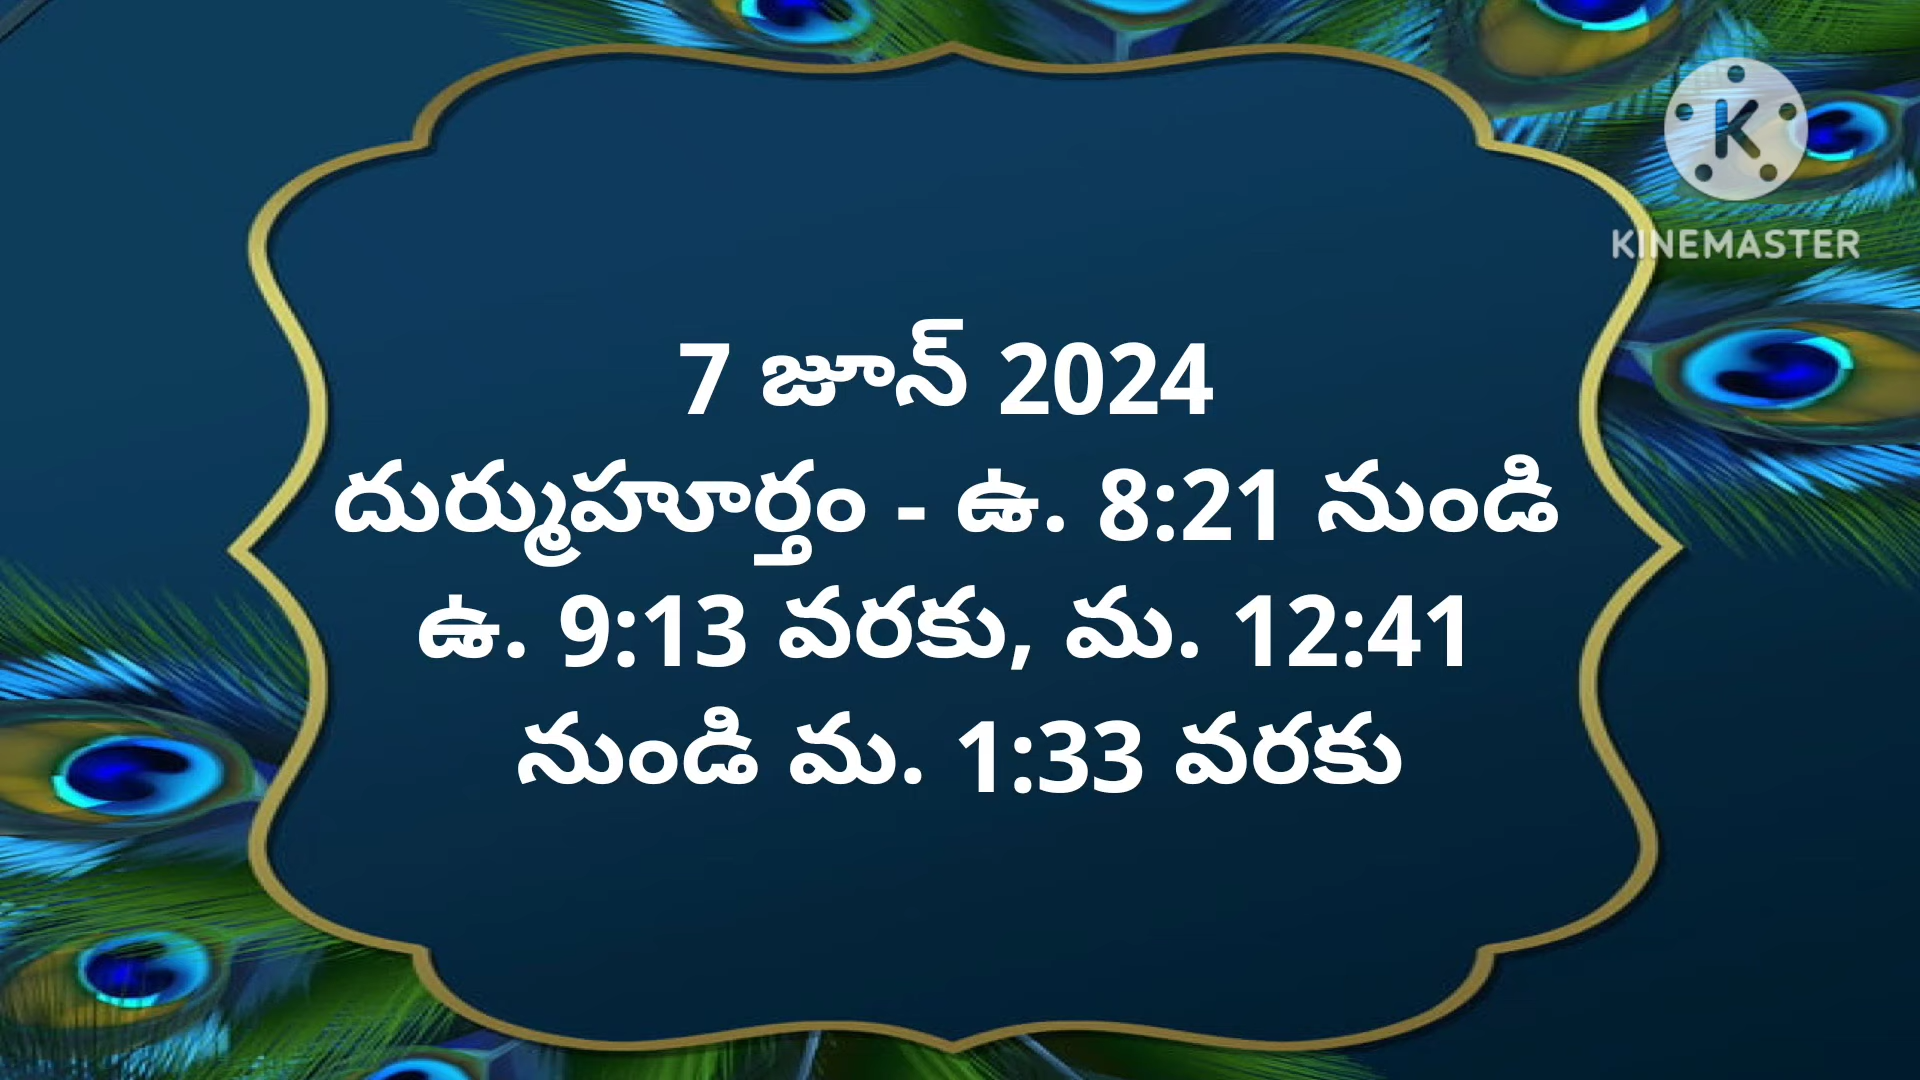 KINEMASTER
7 జూన్ 2024
దుర్ముహూర్తం - ఉ. 8:21 నుండి
ఉ. 9:13 వరకు, మ. 12:41
నుండి మ. 1:33 వరకు